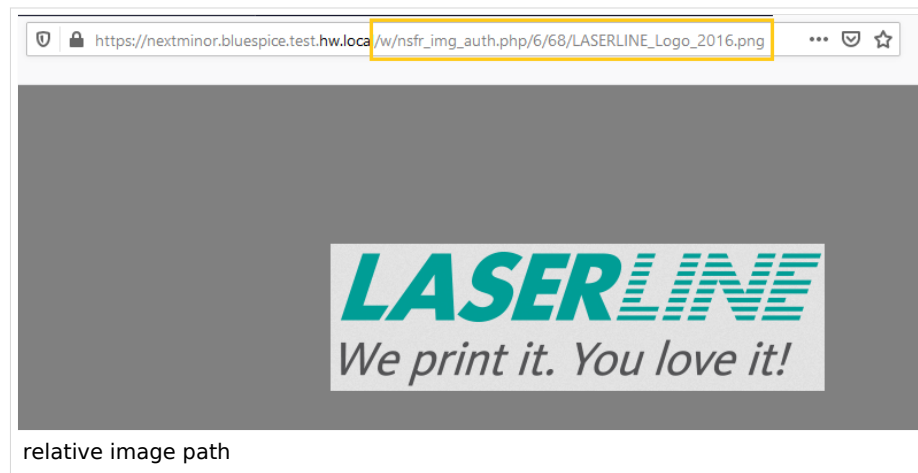 https://nextminor.bluespice.test.hw.local/w/nsfr_img_auth.php/6/68/LASERLINE_Logo_2016.png
LASERLINE
We print it. You love it!
relative image path